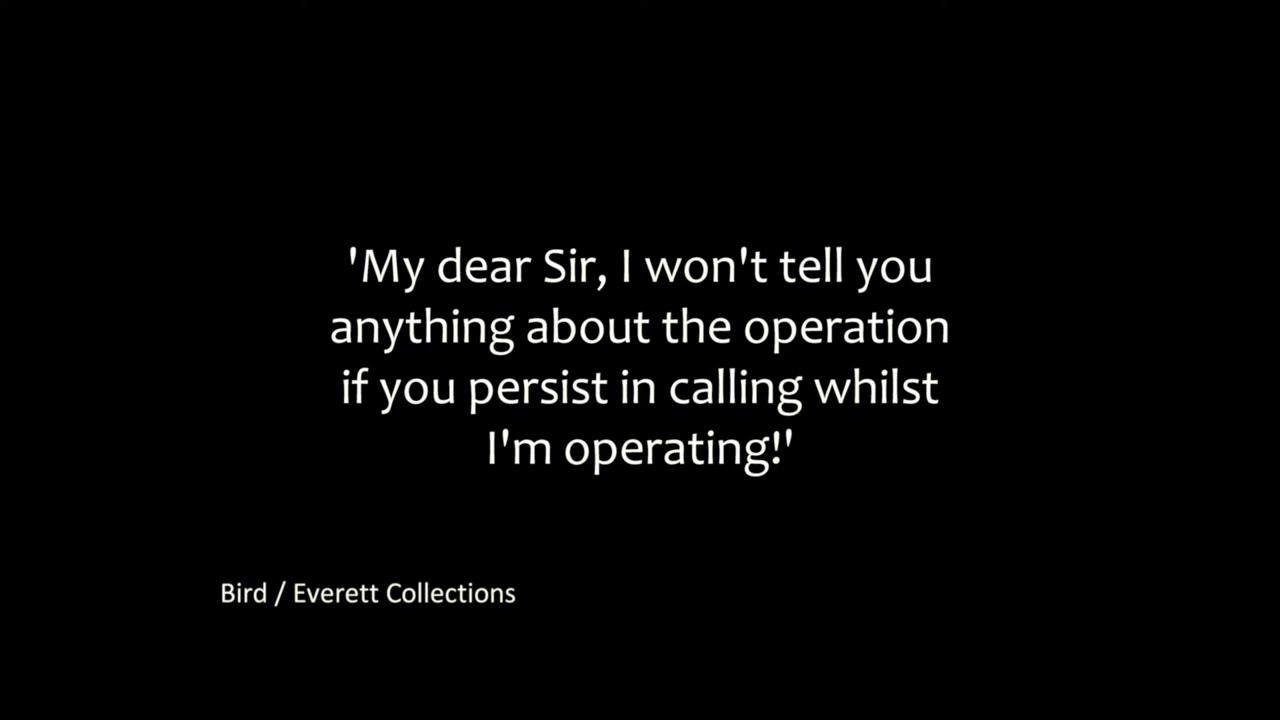 'My dear Sir, I won't tell you
anything about the operation
if you persist in calling whilst
I'm operating!'
Bird / Everett Collections